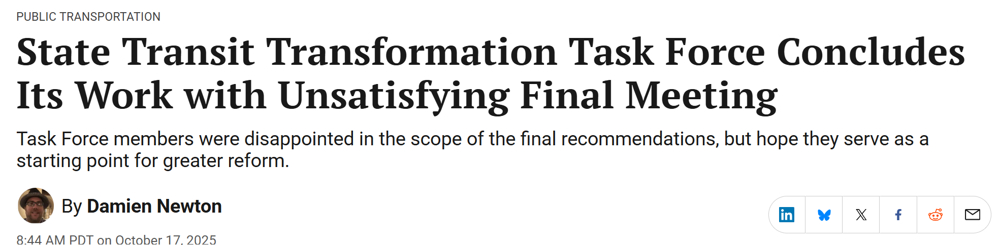 PUBLIC TRANSPORTATION
State Transit Transformation Task Force Concludes
Its Work with Unsatisfying Final Meeting
Task Force members were disappointed in the scope of the final recommendations, but hope they serve as a
starting point for greater reform.
By Damien Newton
8:44 AM PDT on October 17, 2025